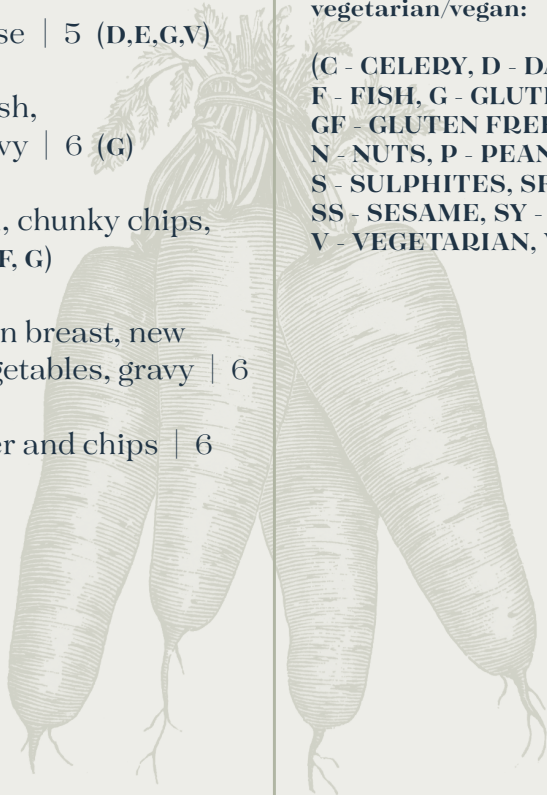 se | 5 (D,E,G,V)
sh,
vy | 6 (G)
, chunky chips,
F, G)
n breast, new
getables, gravy | 6
er and chips | 6
vegetarian/vegan:
(C - CELERY, D - DA
F - FISH, G - GLUT
GF - GLUTEN FREE
N - NUTS, P - PEAN
S - SULPHITES, SF
SS - SESAME, SY -
V - VEGETARIAN, V